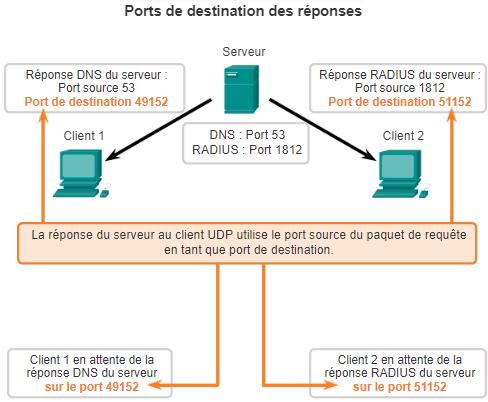 Ports de destination des réponses
Serveur
Réponse DNS du serveur :
Port source 53
Port de destination 49152
Réponse RADIUS du serveur :
Port source 1812
Port de destination 51152
Client 1
DNS : Port 53
RADIUS : Port 1812
Client 2
La réponse du serveur au client UDP utilise le port source du paquet de requête
en tant que port de destination.
Client 1 en attente de la
réponse DNS du serveur
sur le port 49152
Client 2 en attente de la
réponse RADIUS du serveur
sur le port 51152